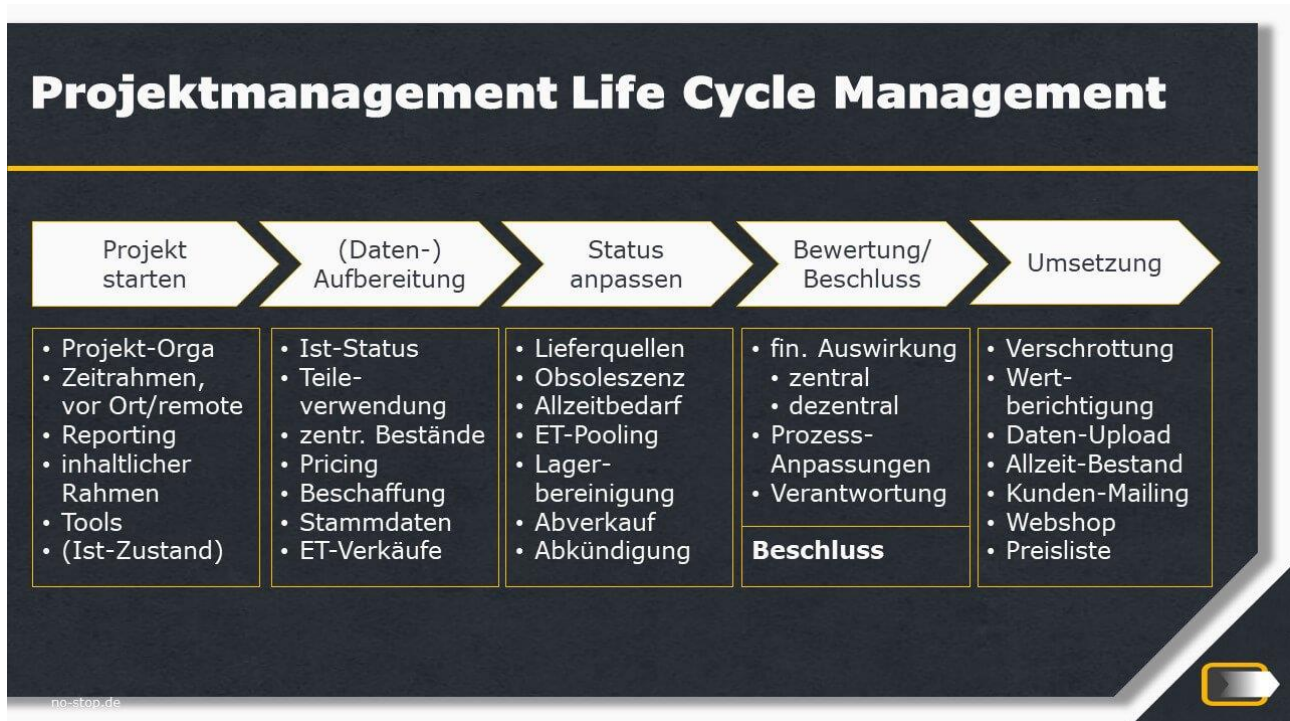 Projektmanagement Life Cycle Management
Projekt
starten
(Daten-)
Aufbereitung
Status
anpassen
Bewertung/
Beschluss
Umsetzung
• Projekt-Orga
• Zeitrahmen,
vor Ort/remote
• Reporting
• inhaltlicher
Rahmen
• Tools
• (Ist-Zustand)
• Ist-Status
• Teile-
verwendung
• zentr. Bestände
• Pricing
• Beschaffung
• Stammdaten
• ET-Verkäufe
• Lieferquellen
• Obsoleszenz
• Allzeitbedarf
• ET-Pooling
• Lager-
bereinigung
• Abverkauf
• Abkündigung
• fin. Auswirkung
• zentral
• dezentral
• Prozess-
Anpassungen
• Verantwortung
Beschluss
• Verschrottung
• Wert-
berichtigung
• Daten-Upload
• Allzeit-Bestand
• Kunden-Mailing
• Webshop
• Preisliste
no-stop.de